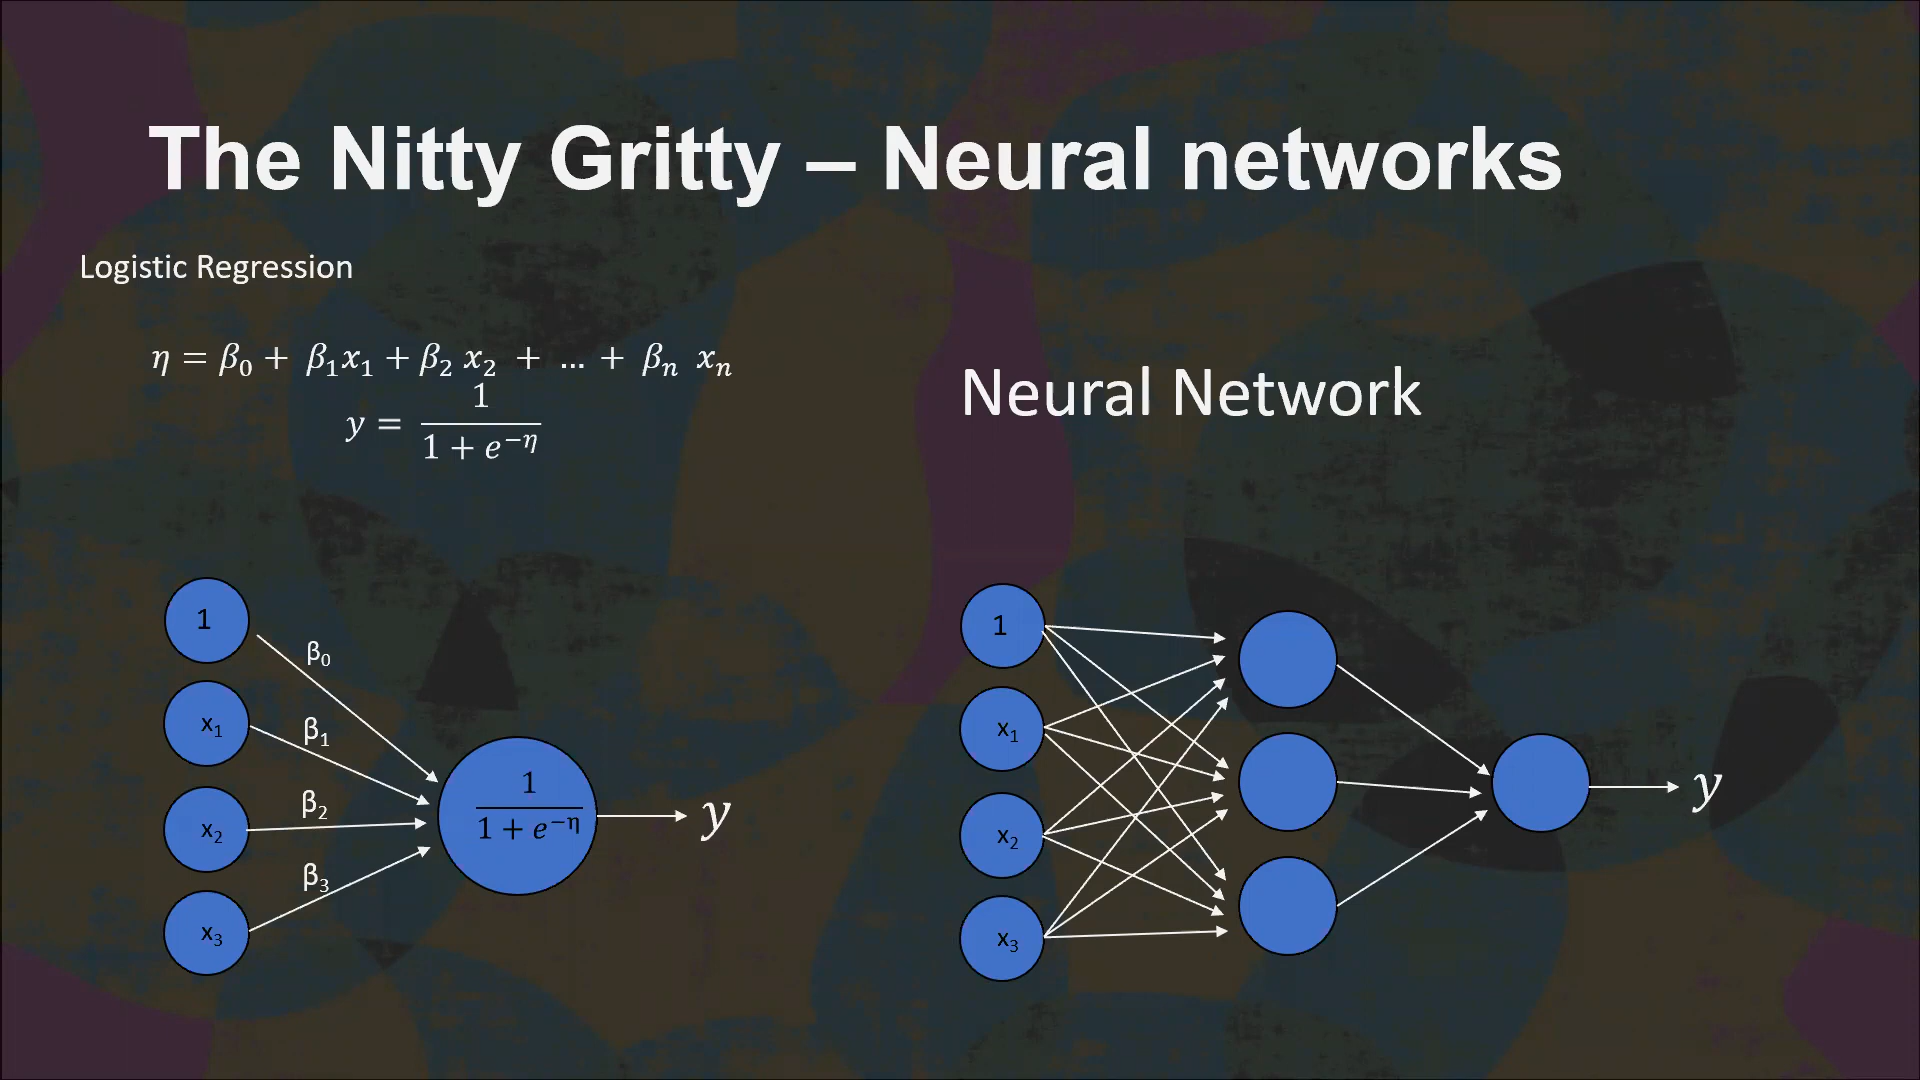 The Nitty Gritty – Neural networks
Logistic Regression
η = β₀ + β₁x₁ + β₂ x₂ + … + βₙ xₙ
y = 1 / (1 + e^−η)
Neural Network
1
β₀
x₁
β₁
x₂
β₂
x₃
β₃
1 / (1 + e^−η)
y
1
x₁
x₂
x₃
y